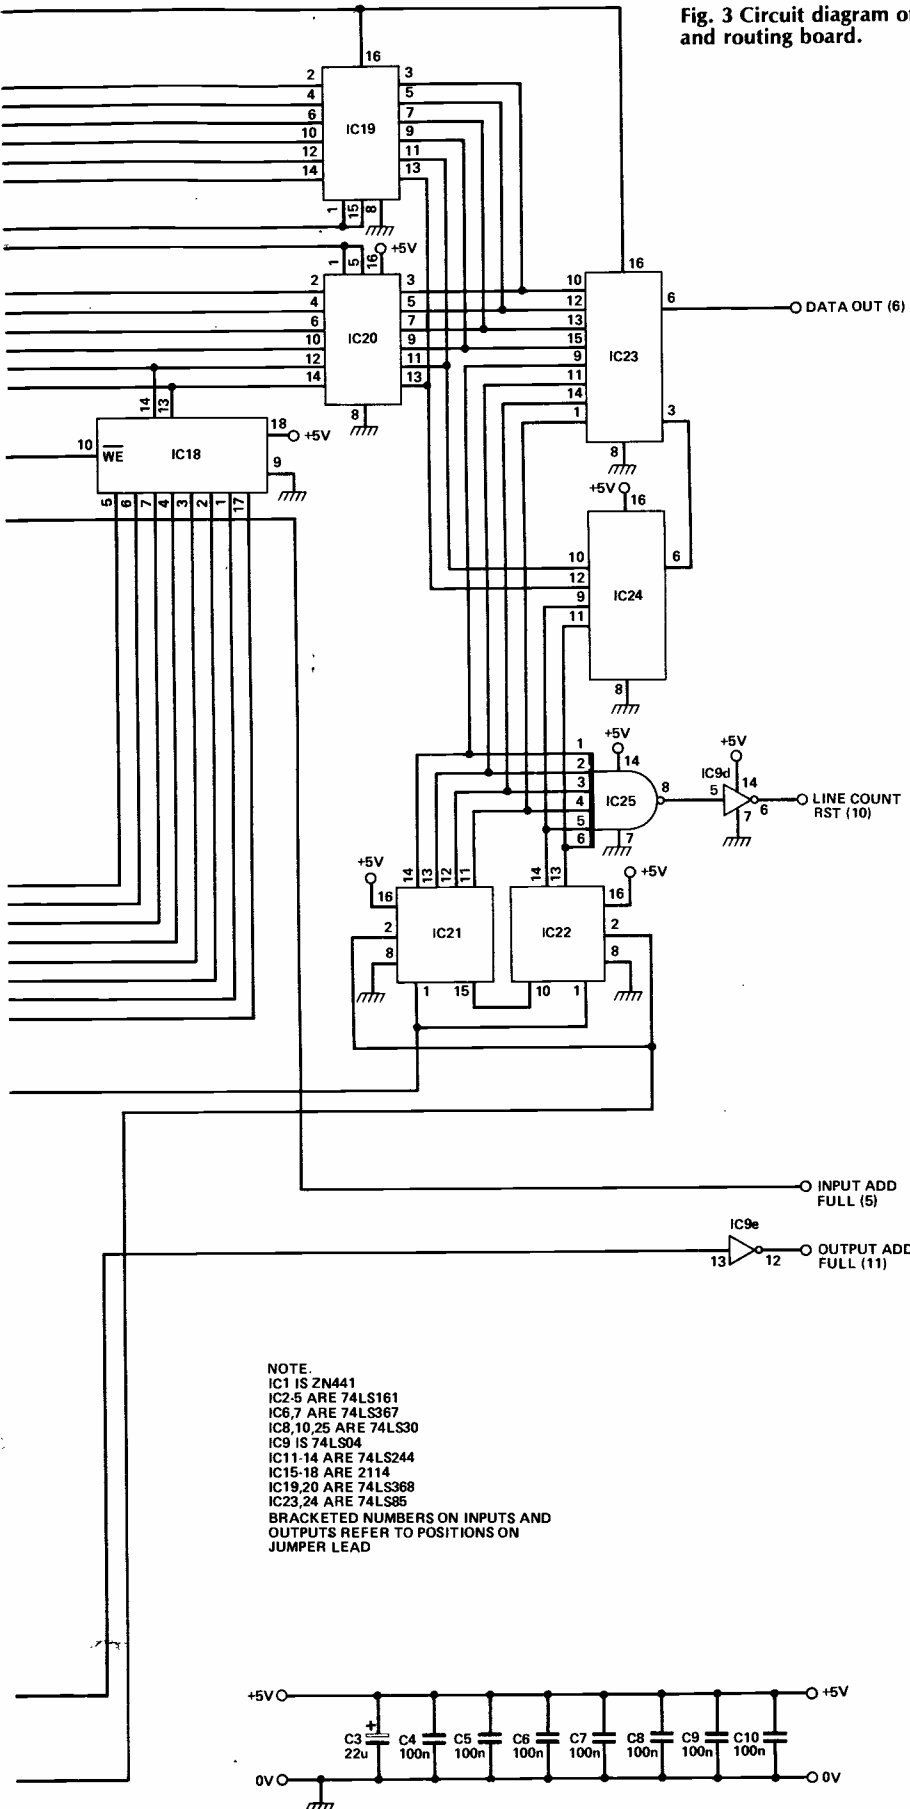 Fig. 3 Circuit diagram of
and routing board.
16
2
4
6
10
12
14
IC19
3
5
7
9
11
13
1
15
8
1
5
16
+5V
2
4
6
10
12
14
IC20
3
5
7
9
11
13
8
14
13
10
WE
IC18
18
+5V
9
5
6
7
4
3
2
1
17
16
10
12
13
15
9
11
14
1
IC23
6
DATA OUT (6)
3
8
+5V
16
10
12
9
11
IC24
6
8
1
2
3
4
5
6
+5V
14
IC25
8
7
+5V
IC9d
14
5
6
7
LINE COUNT
RST (10)
+5V
16
14
13
12
11
2
8
IC21
1
15
14
13
+5V
16
IC22
2
8
10
1
INPUT ADD
FULL (5)
IC9e
13
12
OUTPUT ADD
FULL (11)
NOTE.
IC1 IS ZN441
IC2-5 ARE 74LS161
IC6,7 ARE 74LS367
IC8,10,25 ARE 74LS30
IC9 IS 74LS04
IC11-14 ARE 74LS244
IC15-18 ARE 2114
IC19,20 ARE 74LS368
IC23,24 ARE 74LS85
BRACKETED NUMBERS ON INPUTS AND
OUTPUTS REFER TO POSITIONS ON
JUMPER LEAD
+5V
+5V
+
C3
22u
C4
100n
C5
100n
C6
100n
C7
100n
C8
100n
C9
100n
C10
100n
0V
0V